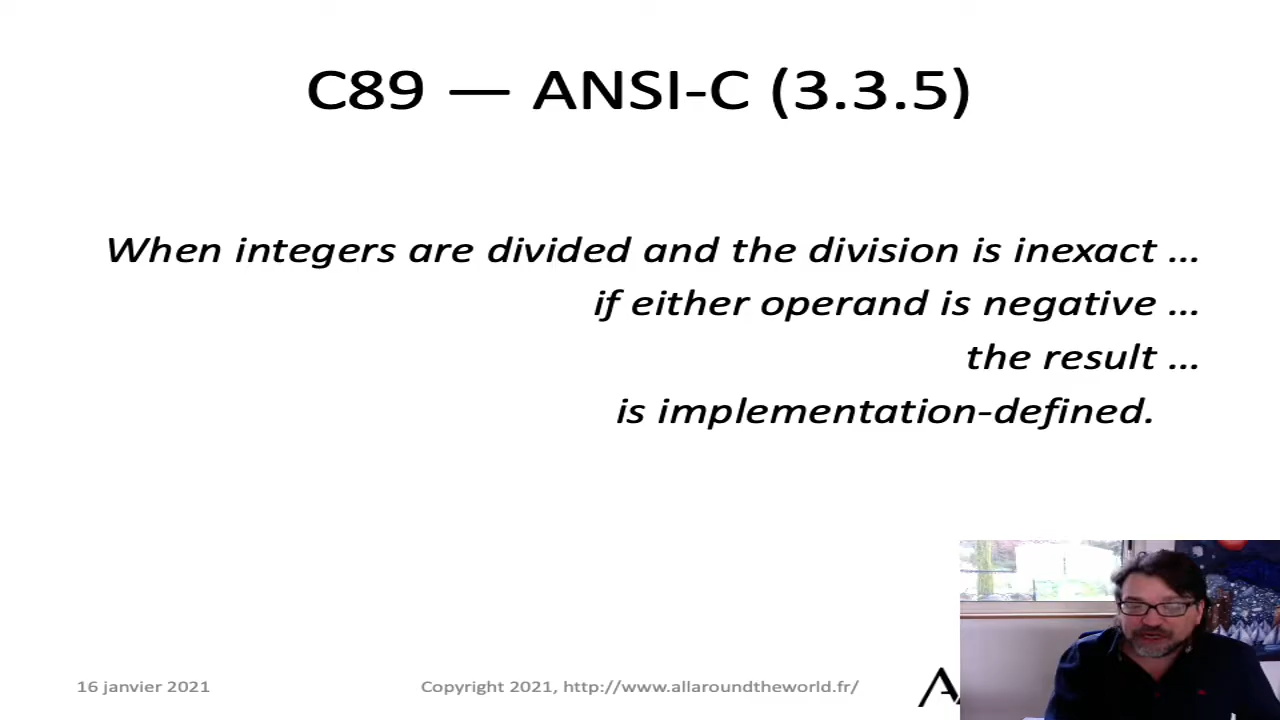 C89 — ANSI-C (3.3.5)
When integers are divided and the division is inexact ...
if either operand is negative ...
the result ...
is implementation-defined.
16 janvier 2021
Copyright 2021, http://www.allaroundtheworld.fr/